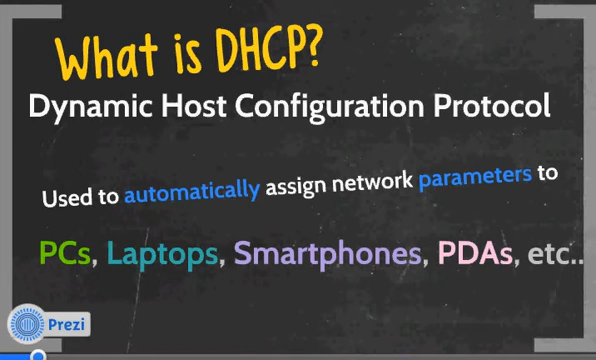 What is DHCP?
Dynamic Host Configuration Protocol
Used to automatically assign network parameters to
PCs, Laptops, Smartphones, PDAs, etc..
Prezi